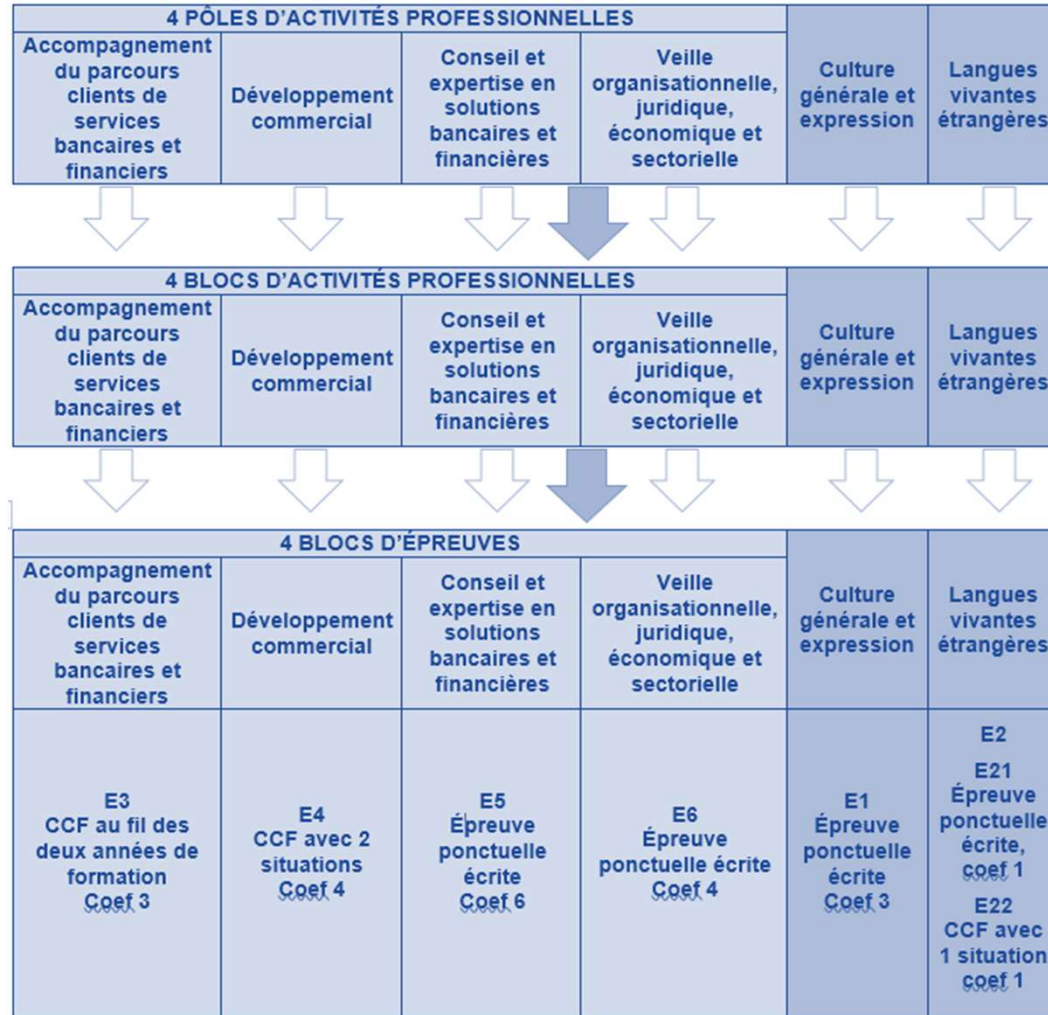 4 PÔLES D'ACTIVITÉS PROFESSIONNELLES
Accompagnement
du parcours
clients de
services
bancaires et
financiers
Développement
commercial
Conseil et
expertise en
solutions
bancaires et
financières
Veille
organisationnelle,
juridique,
économique et
sectorielle
Culture
générale et
expression
Langues
vivantes
étrangères
4 BLOCS D'ACTIVITÉS PROFESSIONNELLES
Accompagnement
du parcours
clients de
services
bancaires et
financiers
Développement
commercial
Conseil et
expertise en
solutions
bancaires et
financières
Veille
organisationnelle,
juridique,
économique et
sectorielle
Culture
générale et
expression
Langues
vivantes
étrangères
4 BLOCS D'ÉPREUVES
Accompagnement
du parcours
clients de
services
bancaires et
financiers
Développement
commercial
Conseil et
expertise en
solutions
bancaires et
financières
Veille
organisationnelle,
juridique,
économique et
sectorielle
Culture
générale et
expression
Langues
vivantes
étrangères
E3
CCF au fil des
deux années de
formation
Coef 3
E4
CCF avec 2
situations
Coef 4
E5
Épreuve
ponctuelle
écrite
Coef 6
E6
Épreuve
ponctuelle écrite
Coef 4
E1
Épreuve
ponctuelle
écrite
Coef 3
E2
E21
Épreuve
ponctuelle
écrite,
coef 1
E22
CCF avec
1 situation
coef 1